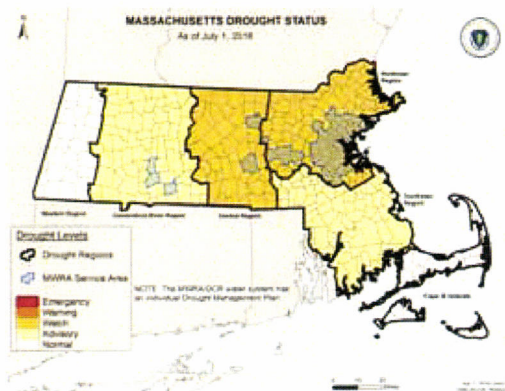 MASSACHUSETTS DROUGHT STATUS
As of July 1, 2016
Northeast
Region
Western Region
Connecticut River Region
Central Region
Southeast
Region
Cape & Islands
Drought Levels
Drought Regions
MWRA Service Area
NOTE: The MWRA/DCR water system has
an individual Drought Management Plan
Emergency
Warning
Watch
Advisory
Normal